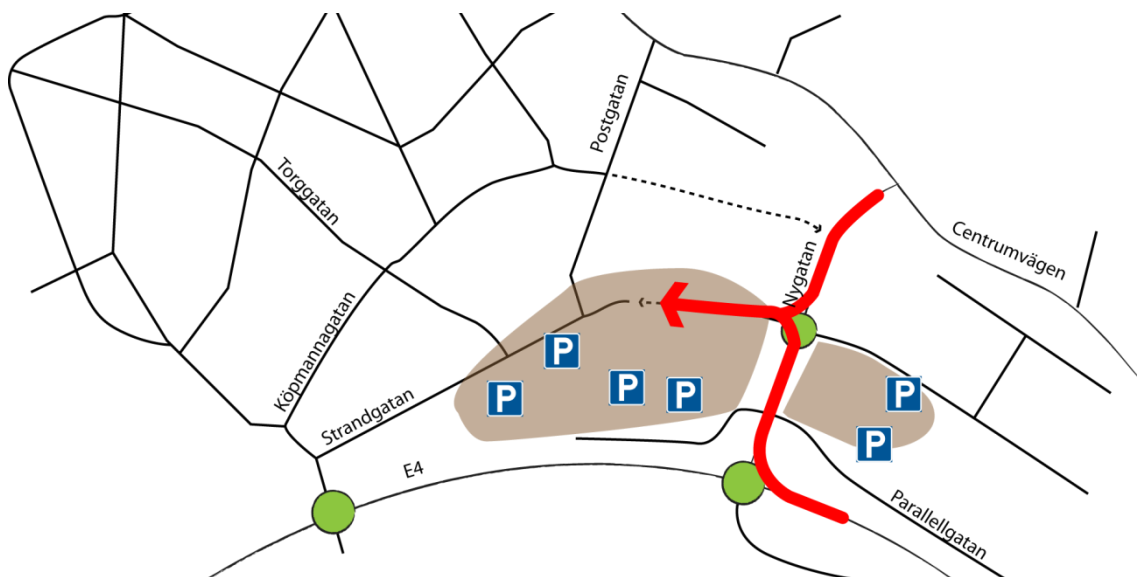 Postgatan
Torggatan
Centrumvägen
Nygatan
Köpmannagatan
Strandgatan
P
P
P
P
P
P
E4
Parallellgatan